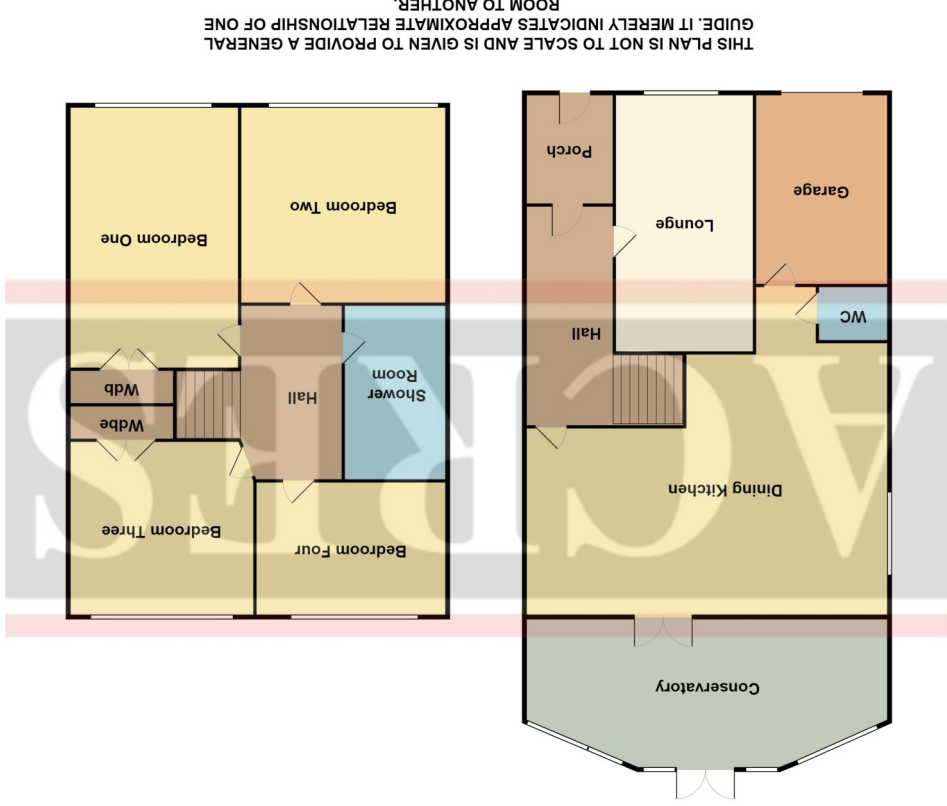 Conservatory
Dining Kitchen
Hall
WC
Lounge
Garage
Porch
Bedroom Four
Bedroom Three
Wdbe
Wdb
Shower
Room
Hall
Bedroom One
Bedroom Two
ACRES
THIS PLAN IS NOT TO SCALE AND IS GIVEN TO PROVIDE A GENERAL
GUIDE. IT MERELY INDICATES APPROXIMATE RELATIONSHIP OF ONE
ROOM TO ANOTHER.